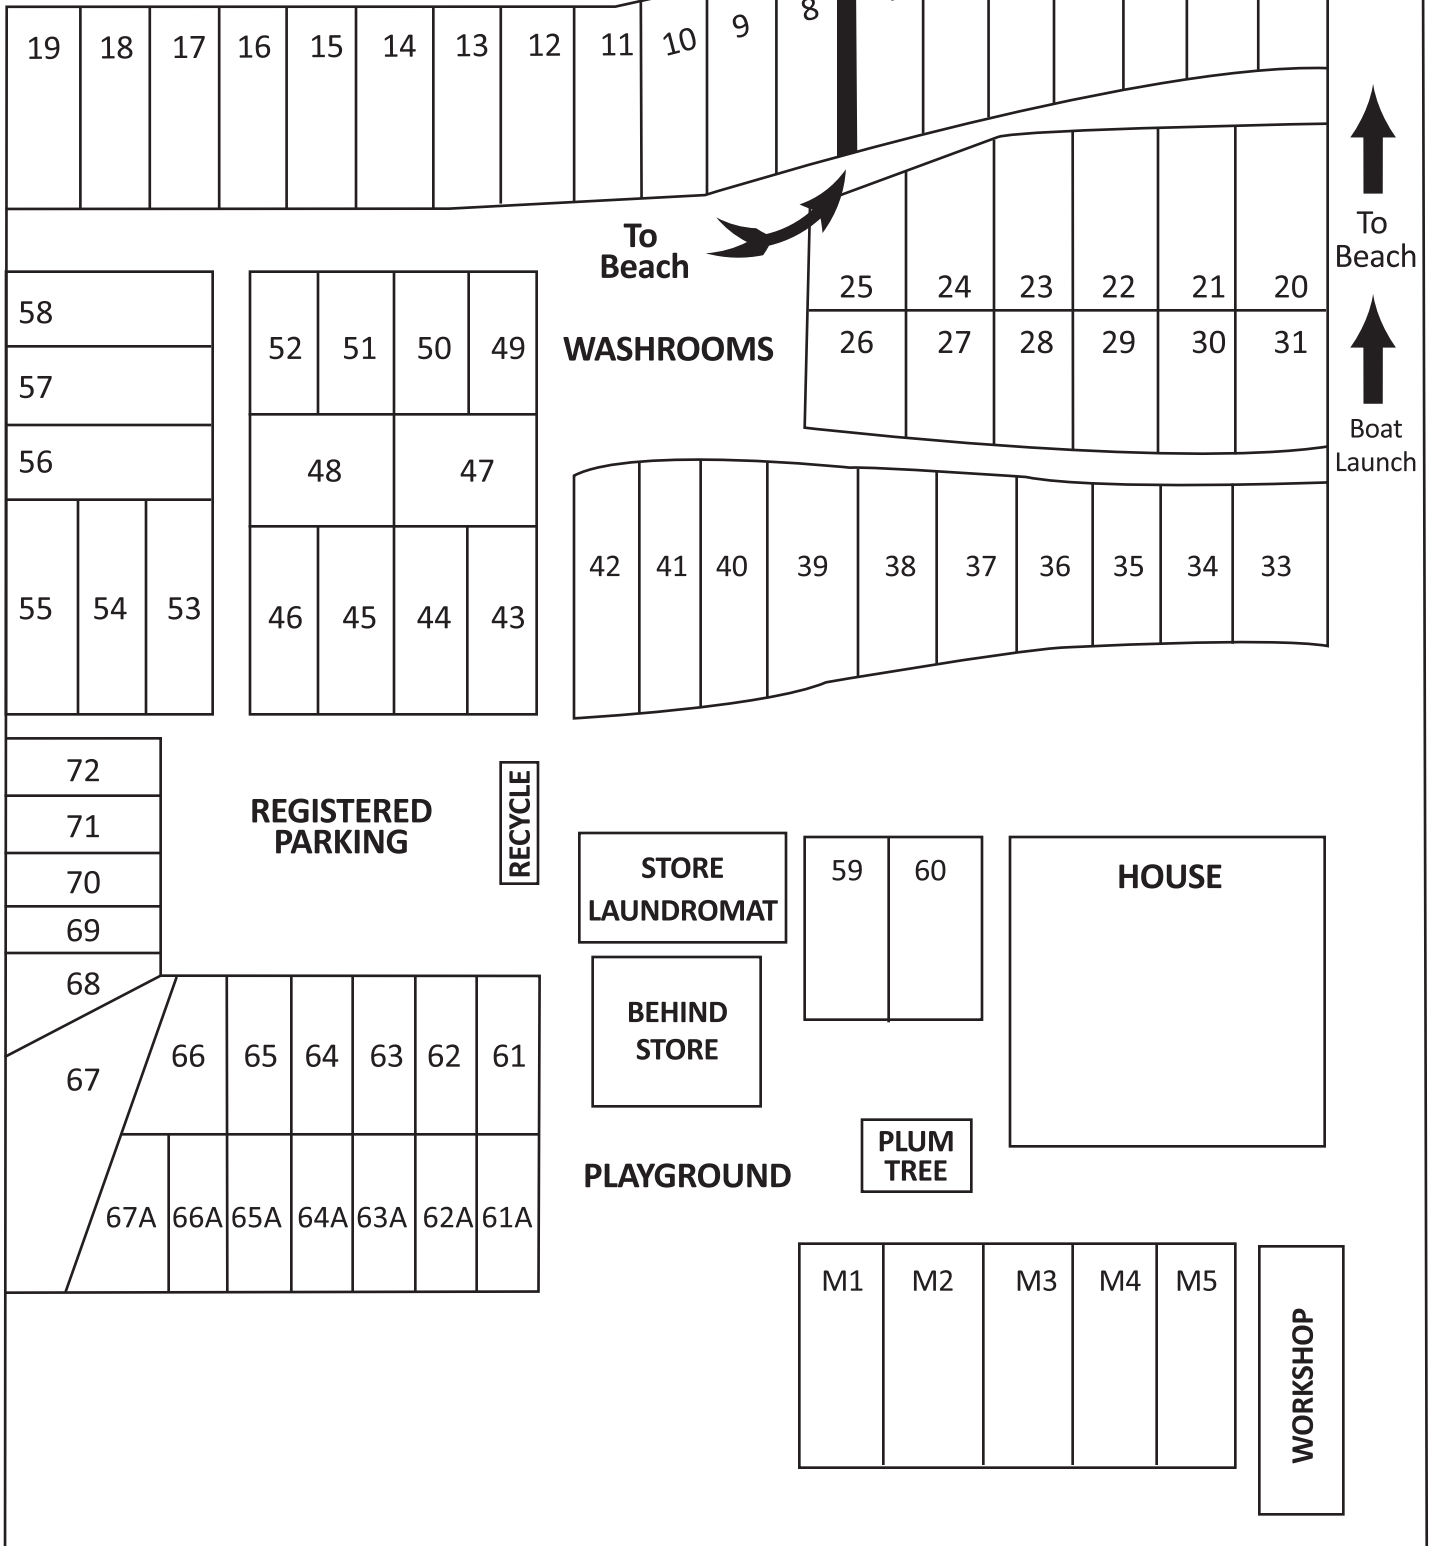 19 18 17 16 15 14 13 12 11 10 9 8
To
Beach
To
Beach
58
57
56
52 51 50 49
WASHROOMS
25 24 23 22 21 20
26 27 28 29 30 31
Boat
Launch
48 47
42 41 40 39 38 37 36 35 34 33
55 54 53
46 45 44 43
72
71
70
69
68
67
REGISTERED
PARKING
RECYCLE
STORE
LAUNDROMAT
59 60
HOUSE
BEHIND
STORE
66 65 64 63 62 61
PLUM
TREE
PLAYGROUND
67A 66A 65A 64A 63A 62A 61A
M1 M2 M3 M4 M5
WORKSHOP